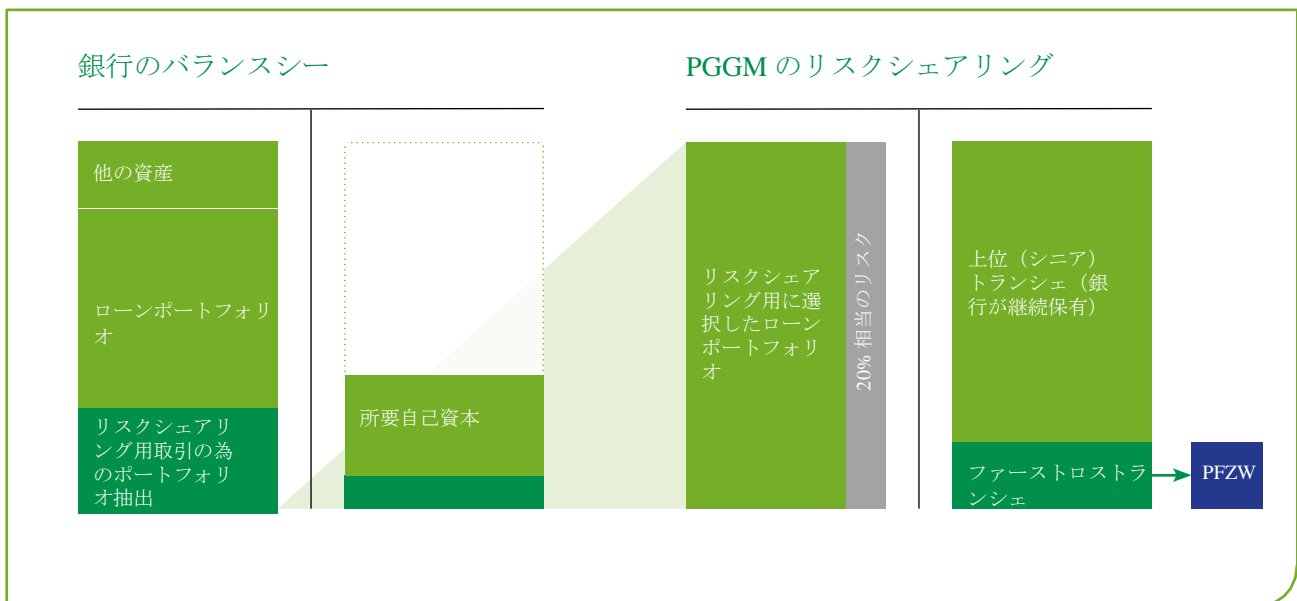 銀行のバランスシー
PGGM のリスクシェアリング
他の資産
ローンポートフォリ
オ
リスクシェアリ
ング用取引の為
のポートフォリ
オ抽出
所要自己資本
リスクシェア
リング用に選
択したローン
ポートフォリ
オ
20% 相当のリスク
上位（シニア）
トランシェ（銀
行が継続保有）
ファーストロストラ
ンシェ
PFZW